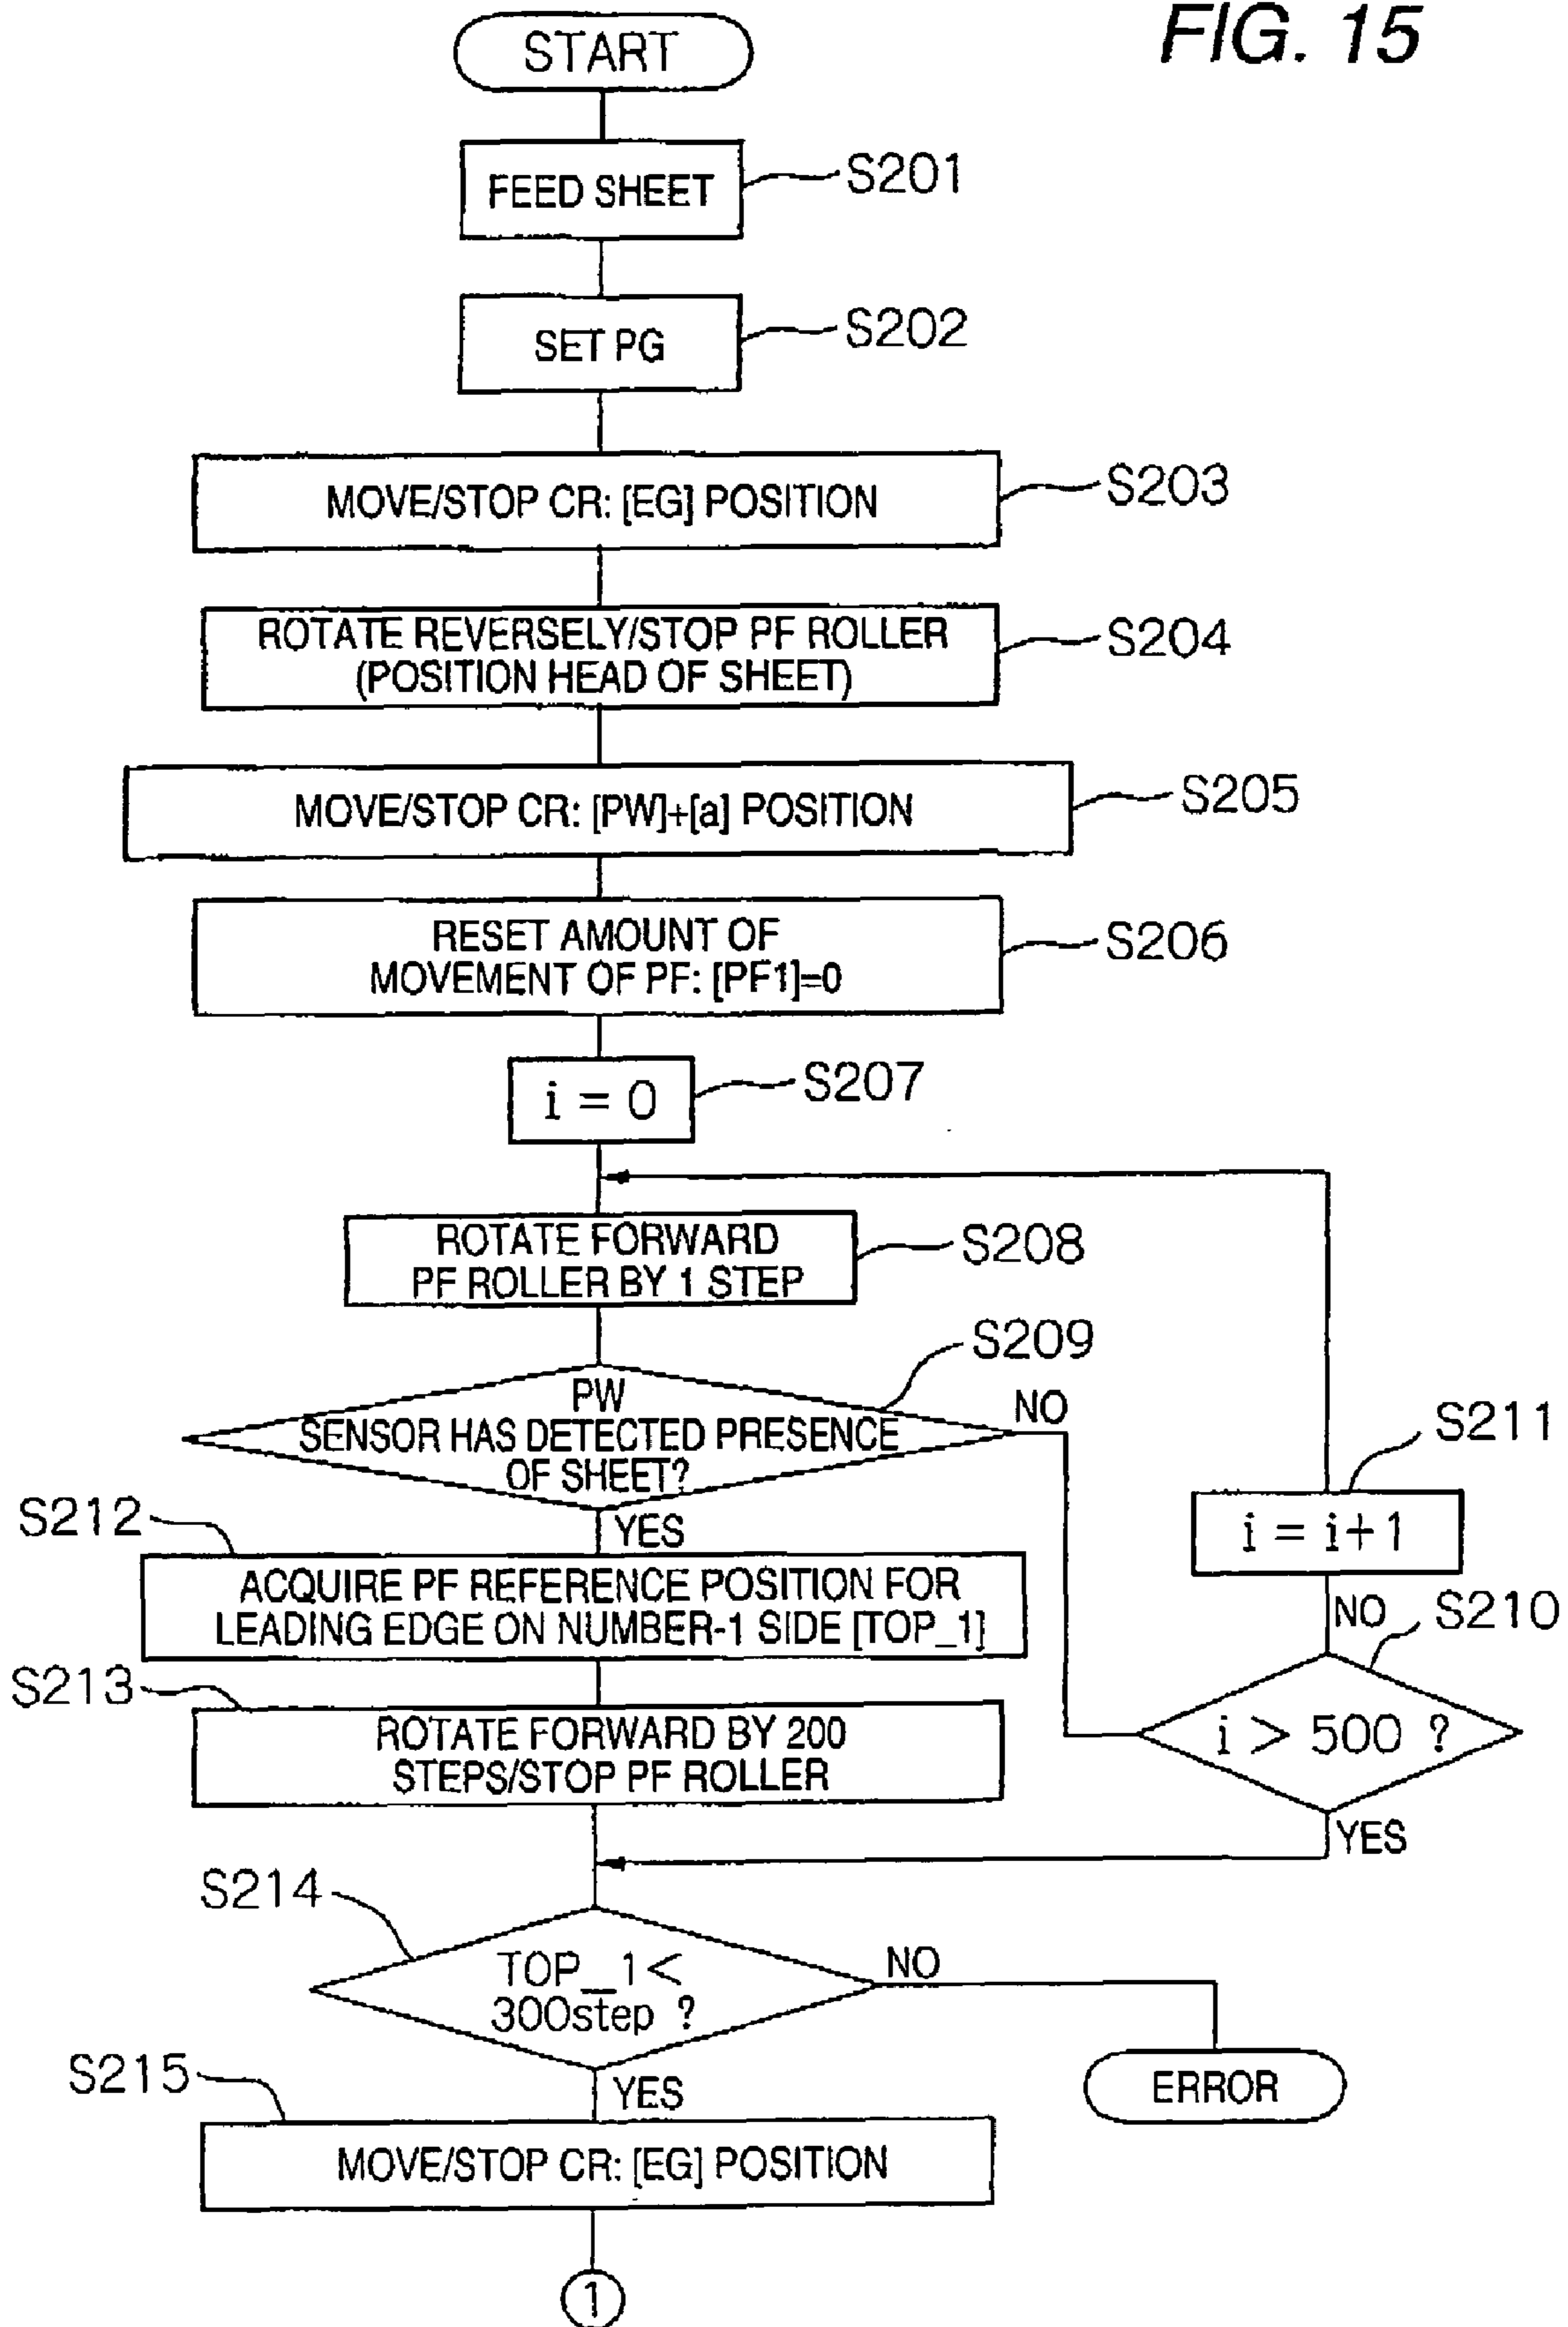 FIG. 15
START
FEED SHEET
S201
SET PG
S202
MOVE/STOP CR: [EG] POSITION
S203
ROTATE REVERSELY/STOP PF ROLLER
(POSITION HEAD OF SHEET)
S204
MOVE/STOP CR: [PW]+[a] POSITION
S205
RESET AMOUNT OF
MOVEMENT OF PF: [PF1]=0
S206
i = 0
S207
ROTATE FORWARD
PF ROLLER BY 1 STEP
S208
S209
PW
SENSOR HAS DETECTED PRESENCE
OF SHEET?
NO
YES
S211
i = i+1
NO
S210
i > 500 ?
YES
S212
ACQUIRE PF REFERENCE POSITION FOR
LEADING EDGE ON NUMBER-1 SIDE [TOP_1]
S213
ROTATE FORWARD BY 200
STEPS/STOP PF ROLLER
S214
TOP_1<
300step ?
NO
ERROR
YES
S215
MOVE/STOP CR: [EG] POSITION
1